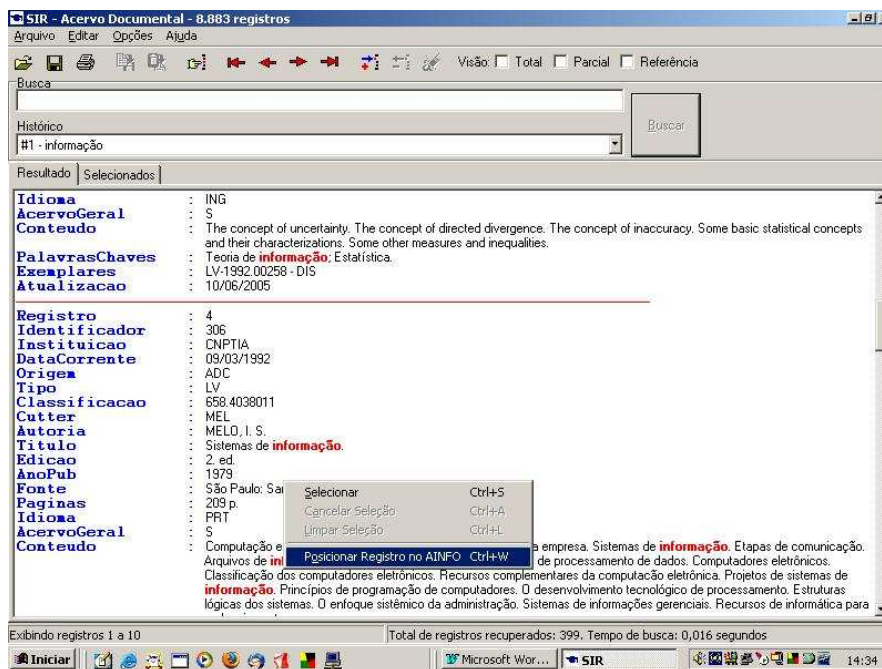 SIR - Acervo Documental - 8.883 registros
Arquivo Editar Opções Ajuda
Visão: Total Parcial Referência
Busca
Buscar
Histórico
#1 - informação
Resultado Selecionados
Idioma : ING
AcervoGeral : S
Conteudo : The concept of uncertainty. The concept of directed divergence. The concept of inaccuracy. Some basic statistical concepts
and their characterizations. Some other measures and inequalities.
PalavrasChaves : Teoria de informação; Estatística.
Exemplares : LV-1992.00258 - DIS
Atualizacao : 10/06/2005
Registro : 4
Identificador : 306
Instituicao : CNPTIA
DataCorrente : 09/03/1992
Origem : ADC
Tipo : LV
Classificacao : 658.4038011
Cutter : MEL
Autoria : MELO, I. S.
Titulo : Sistemas de informação.
Edicao : 2. ed.
AnoPub : 1979
Fonte : São Paulo:
Paginas : 209 p.
Idioma : PRT
AcervoGeral : S
Selecionar Ctrl+S
Cancelar Seleção Ctrl+A
Limpar Seleção Ctrl+L
Posicionar Registro no AINFO Ctrl+W
Conteudo : Computação e a empresa. Sistemas de informação. Etapas de comunicação.
Arquivos de de processamento de dados. Computadores eletrônicos.
Classificação dos computadores eletrônicos. Recursos complementares da computacão eletrônica. Projetos de sistemas de
informação. Princípios de programação de computadores. O desenvolvimento tecnológico de processamento. Estruturas
lógicas dos sistemas. O enfoque sistêmico da administração. Sistemas de informações gerenciais. Recursos de informática para
Exibindo registros 1 a 10 Total de registros recuperados: 399. Tempo de busca: 0,016 segundos
Iniciar Microsoft Wor... SIR 14:34